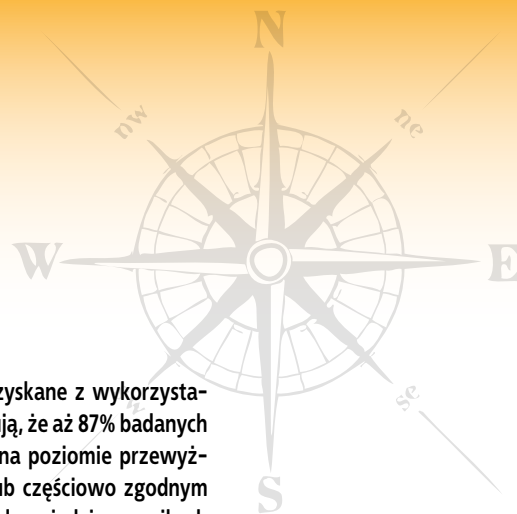 N
nw
ne
W
E
zyskane z wykorzysta-
ją, że aż 87% badanych
se
na poziomie przewyż-
ub częściowo zgodnym
S